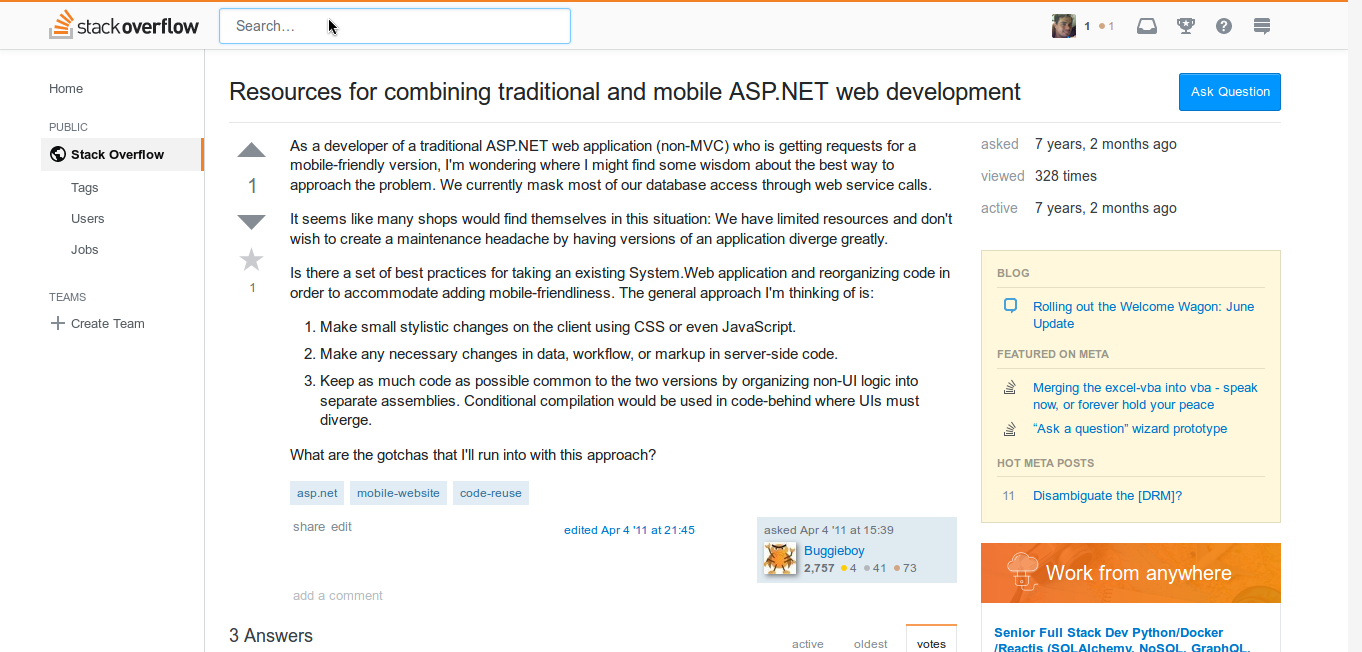 stackoverflow
Search...
1 ● 1
Home
PUBLIC
Stack Overflow
Tags
Users
Jobs
TEAMS
Create Team
Resources for combining traditional and mobile ASP.NET web development
Ask Question
1
1
As a developer of a traditional ASP.NET web application (non-MVC) who is getting requests for a
mobile-friendly version, I'm wondering where I might find some wisdom about the best way to
approach the problem. We currently mask most of our database access through web service calls.
It seems like many shops would find themselves in this situation: We have limited resources and don't
wish to create a maintenance headache by having versions of an application diverge greatly.
Is there a set of best practices for taking an existing System.Web application and reorganizing code in
order to accommodate adding mobile-friendliness. The general approach I'm thinking of is:
1. Make small stylistic changes on the client using CSS or even JavaScript.
2. Make any necessary changes in data, workflow, or markup in server-side code.
3. Keep as much code as possible common to the two versions by organizing non-UI logic into
separate assemblies. Conditional compilation would be used in code-behind where UIs must
diverge.
What are the gotchas that I'll run into with this approach?
asp.net mobile-website code-reuse
share edit
edited Apr 4 '11 at 21:45
asked Apr 4 '11 at 15:39
Buggieboy
2,757 ● 4 ● 41 ● 73
add a comment
3 Answers
active oldest votes
asked 7 years, 2 months ago
viewed 328 times
active 7 years, 2 months ago
BLOG
Rolling out the Welcome Wagon: June
Update
FEATURED ON META
Merging the excel-vba into vba - speak
now, or forever hold your peace
“Ask a question” wizard prototype
HOT META POSTS
11 Disambiguate the [DRM]?
Work from anywhere
Senior Full Stack Dev Python/Docker
/Reactjs (SQLAlchemy, NoSQL, GraphQL,